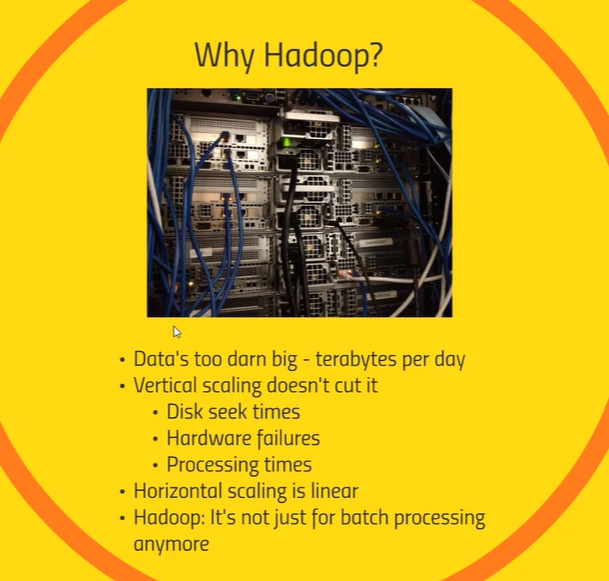 Why Hadoop?
• Data's too darn big - terabytes per day
• Vertical scaling doesn't cut it
• Disk seek times
• Hardware failures
• Processing times
• Horizontal scaling is linear
• Hadoop: It's not just for batch processing
anymore